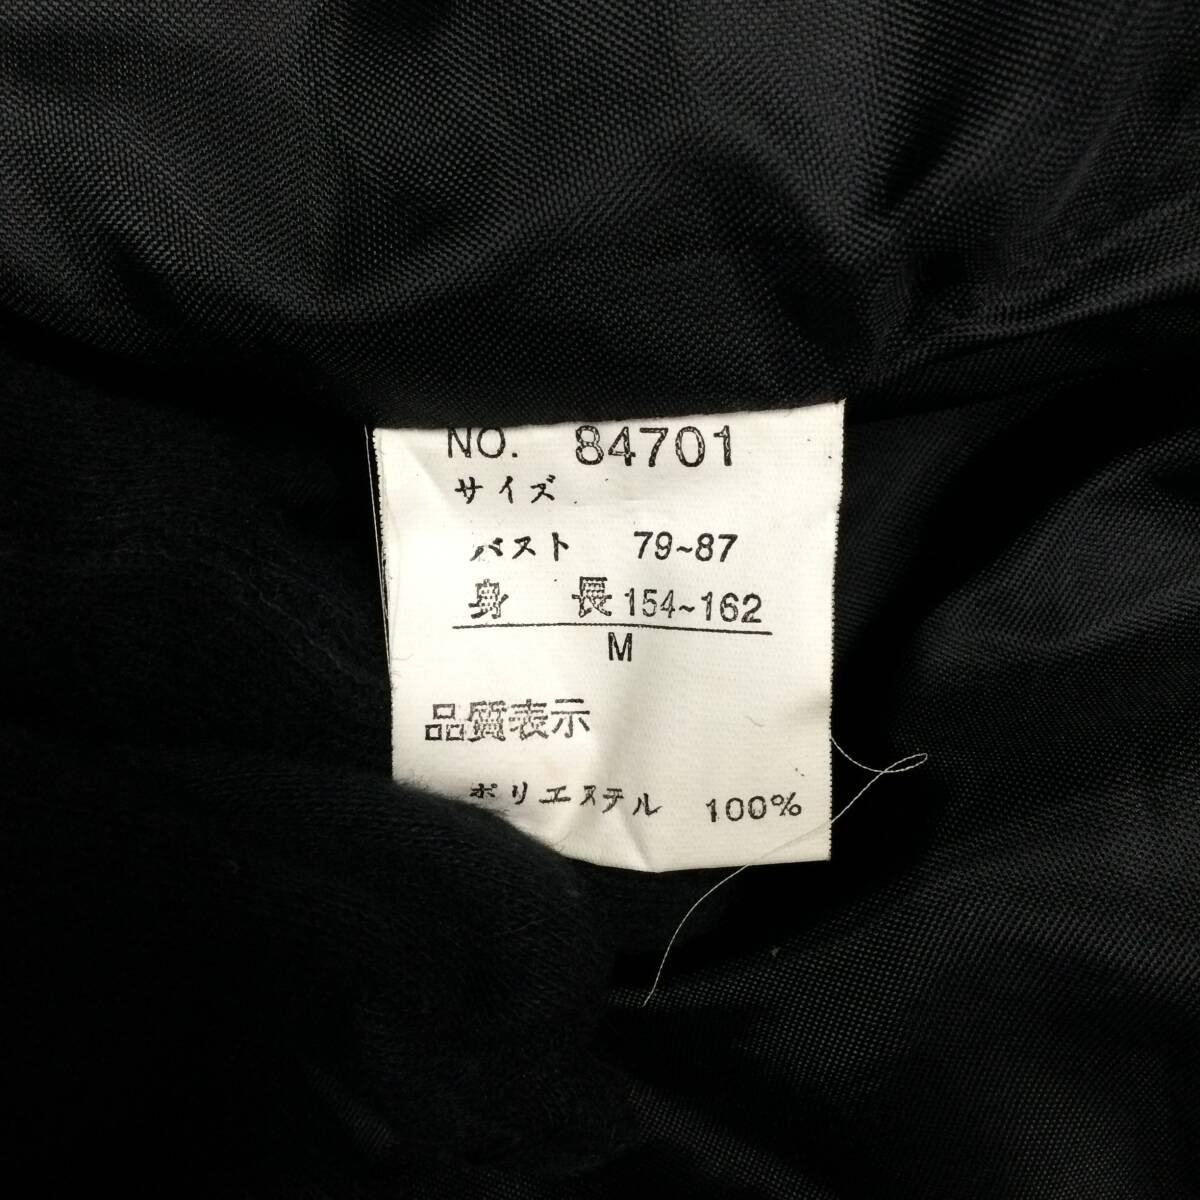 NO. 84701
サイズ
バスト 79~87
身 長 154~162
M
品質表示
ポリエステル 100%